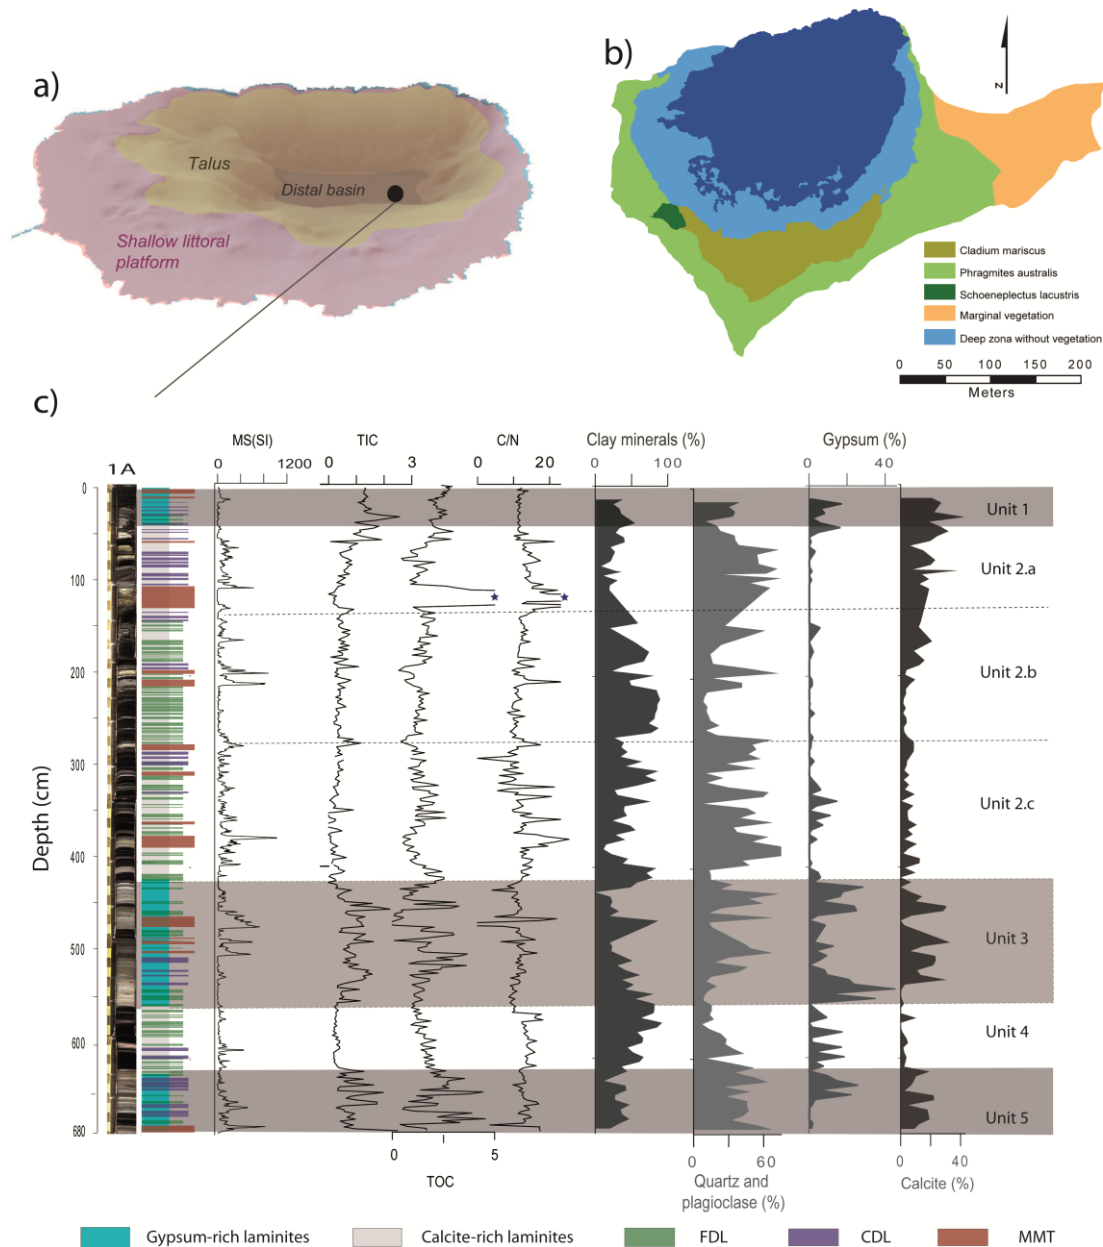 a)
Talus
Distal basin
Shallow littoral
platform
b)
N
Cladium mariscus
Phragmites australis
Schoeneplectus lacustris
Marginal vegetation
Deep zona without vegetation
0 50 100 150 200
Meters
c)
MS(SI) TIC C/N Clay minerals (%) Gypsum (%)
1A 0 1200 0 3 0 20 0 100 0 40
Depth (cm)
0
100
200
300
400
500
600
680
Unit 1
Unit 2.a
Unit 2.b
Unit 2.c
Unit 3
Unit 4
Unit 5
0 5 0 60 0 40
TOC Quartz and
plagioclase (%) Calcite (%)
Gypsum-rich laminites Calcite-rich laminites FDL CDL MMT